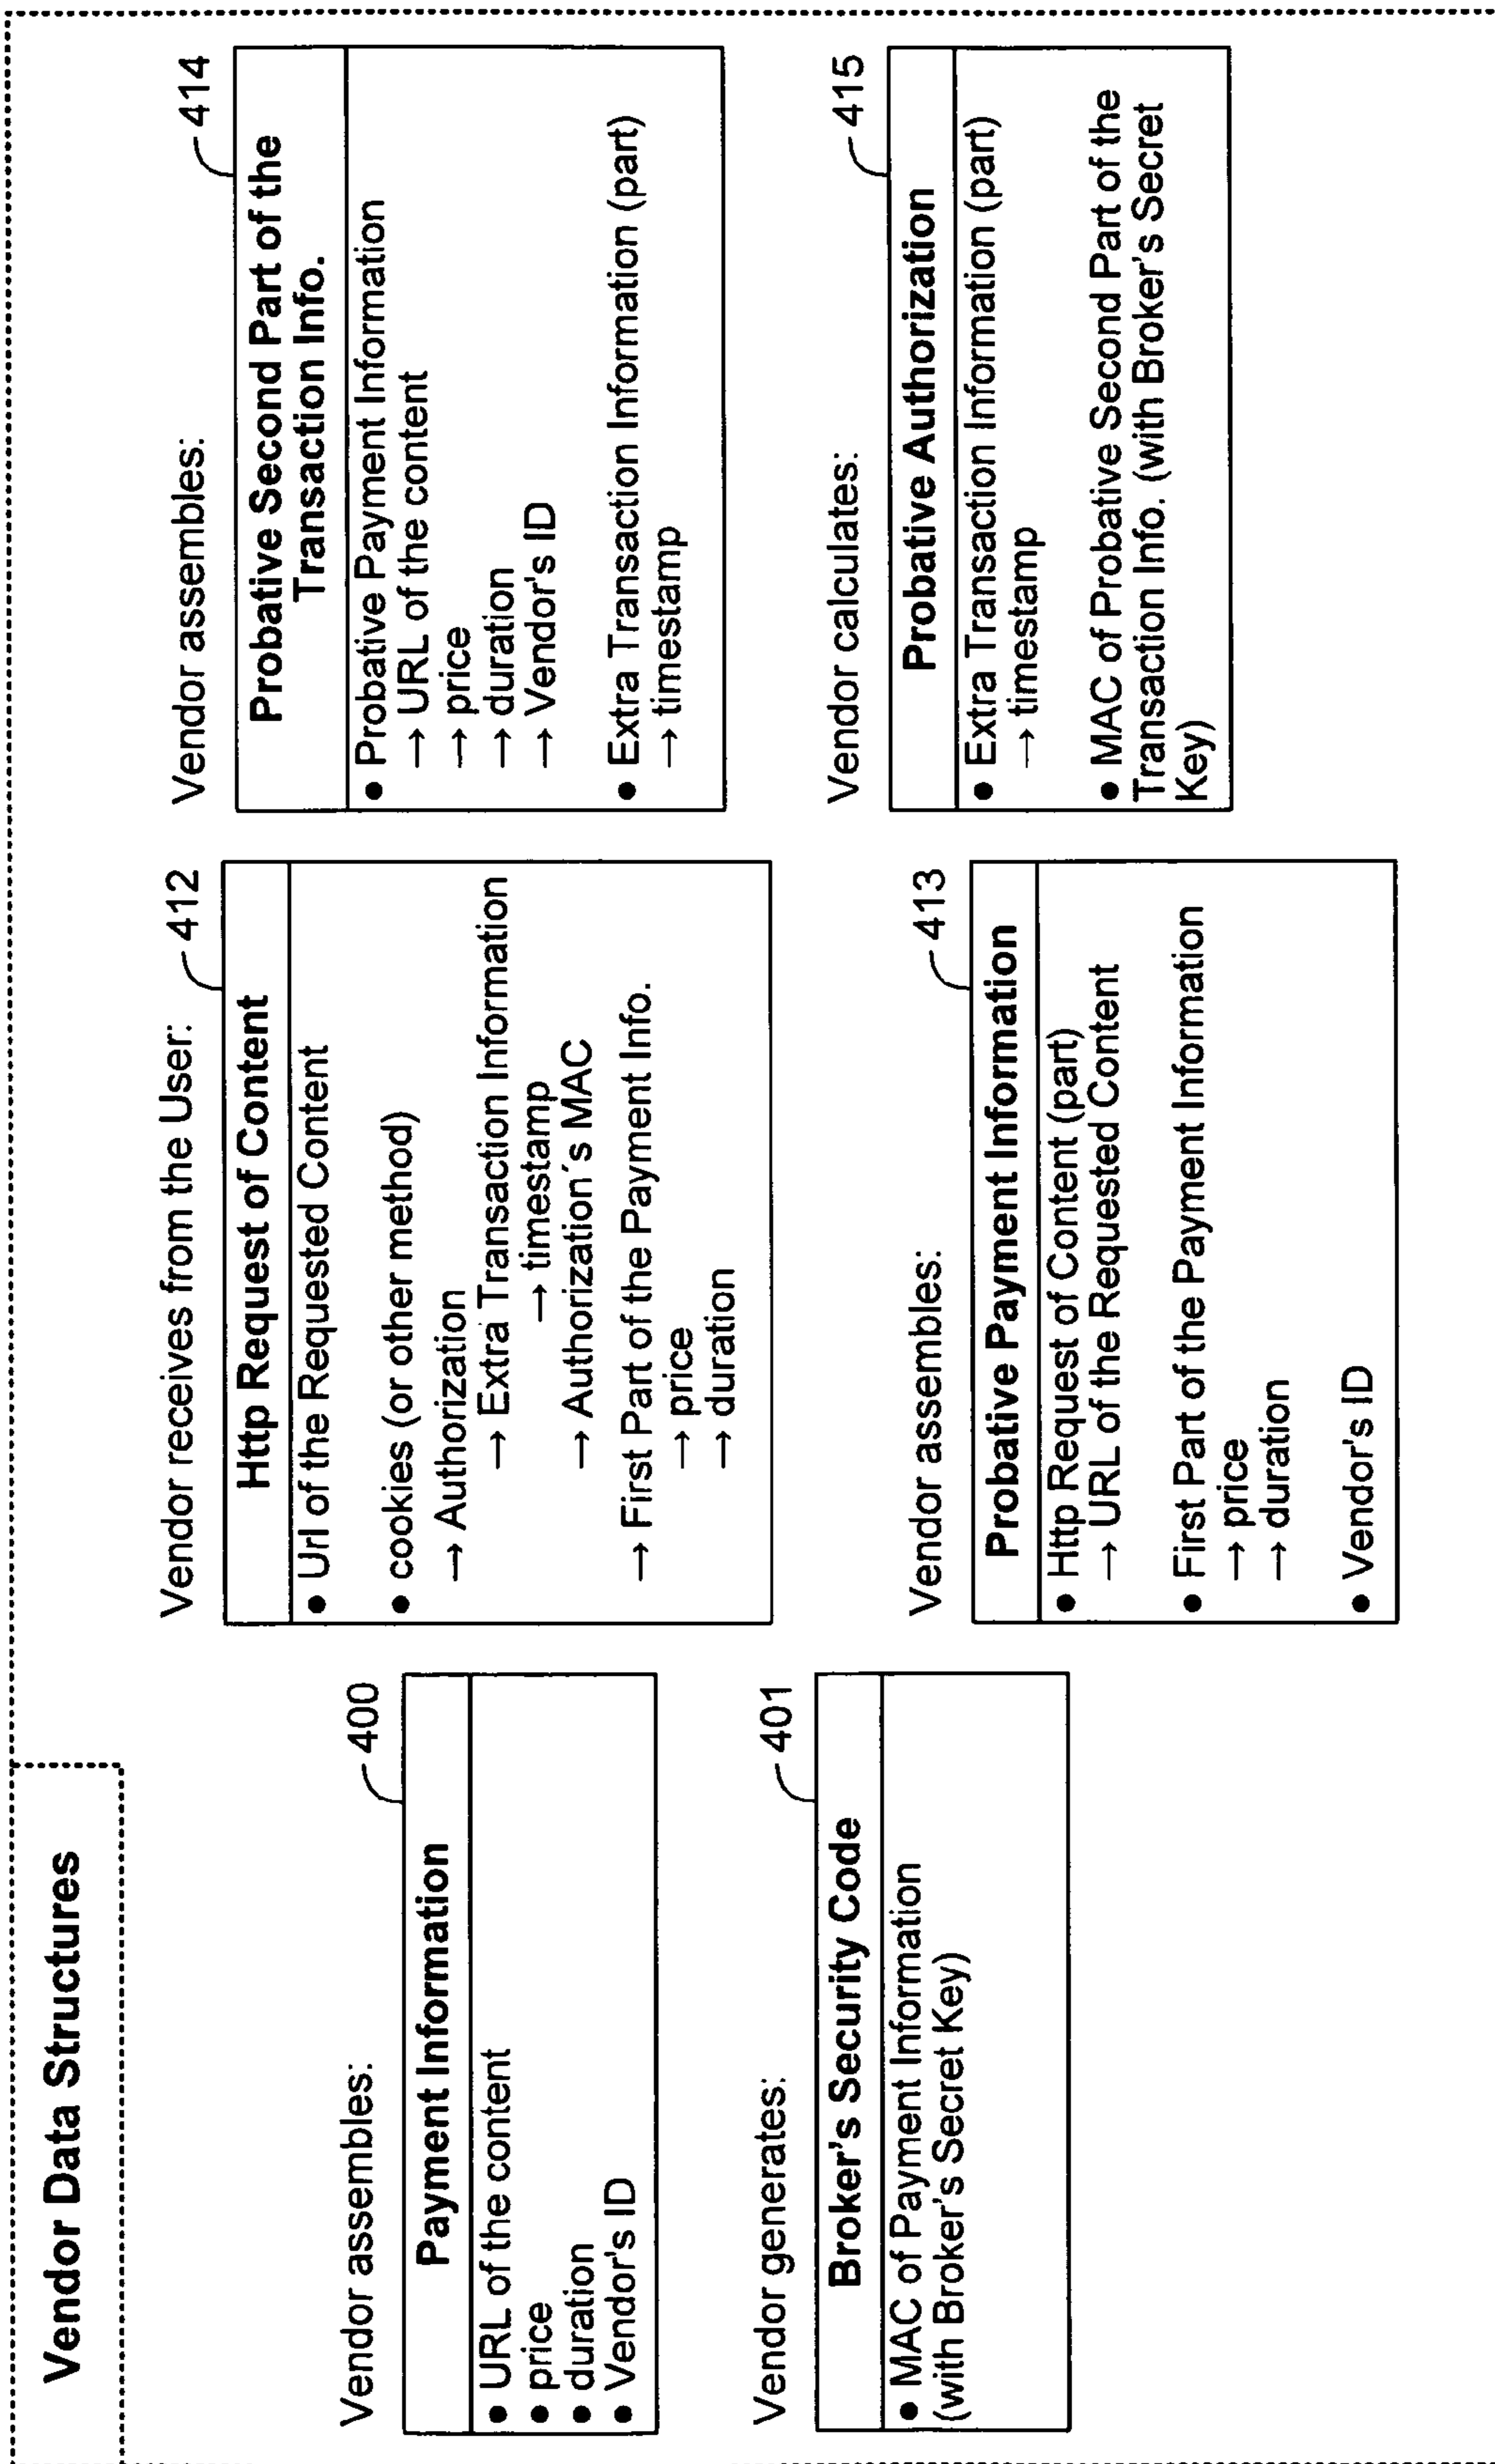 Vendor Data Structures
Vendor assembles:
400
Payment Information
● URL of the content
● price
● duration
● Vendor's ID
Vendor generates:
401
Broker's Security Code
● MAC of Payment Information
(with Broker's Secret Key)
Vendor receives from the User:
412
Http Request of Content
● Url of the Requested Content
● cookies (or other method)
→ Authorization
→ Extra Transaction Information
→ timestamp
→ Authorization´s MAC
→ First Part of the Payment Info.
→ price
→ duration
Vendor assembles:
413
Probative Payment Information
● Http Request of Content (part)
→ URL of the Requested Content
● First Part of the Payment Information
→ price
→ duration
● Vendor's ID
Vendor assembles:
414
Probative Second Part of the
Transaction Info.
● Probative Payment Information
→ URL of the content
→ price
→ duration
→ Vendor's ID
● Extra Transaction Information (part)
→ timestamp
Vendor calculates:
415
Probative Authorization
● Extra Transaction Information (part)
→ timestamp
● MAC of Probative Second Part of the
Transaction Info. (with Broker's Secret
Key)